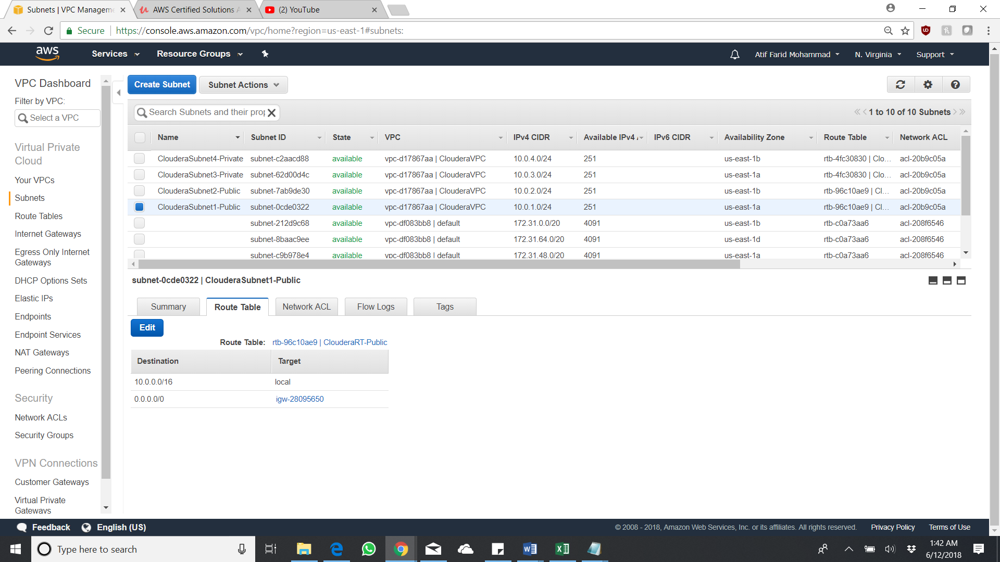 Subnets | VPC Manageme
AWS Certified Solutions A
(2) YouTube
Secure
https://console.aws.amazon.com/vpc/home?region=us-east-1#subnets:
aws
Services
Resource Groups
Atif Farid Mohammad
N. Virginia
Support
VPC Dashboard
Filter by VPC:
Select a VPC
Virtual Private
Cloud
Your VPCs
Subnets
Route Tables
Internet Gateways
Egress Only Internet
Gateways
DHCP Options Sets
Elastic IPs
Endpoints
Endpoint Services
NAT Gateways
Peering Connections
Security
Network ACLs
Security Groups
VPN Connections
Customer Gateways
Virtual Private
Gateways
Create Subnet
Subnet Actions
Search Subnets and their prop
1 to 10 of 10 Subnets
Name Subnet ID State VPC IPv4 CIDR Available IPv4 IPv6 CIDR Availability Zone Route Table Network ACL
ClouderaSubnet4-Private subnet-c2aacd88 available vpc-d17867aa | ClouderaVPC 10.0.4.0/24 251 us-east-1b rtb-4fc30830 | Clo... acl-20b9c05a
ClouderaSubnet3-Private subnet-62d00d4c available vpc-d17867aa | ClouderaVPC 10.0.3.0/24 251 us-east-1a rtb-4fc30830 | Clo... acl-20b9c05a
ClouderaSubnet2-Public subnet-7ab9de30 available vpc-d17867aa | ClouderaVPC 10.0.2.0/24 251 us-east-1b rtb-96c10ae9 | Cl... acl-20b9c05a
ClouderaSubnet1-Public subnet-0cde0322 available vpc-d17867aa | ClouderaVPC 10.0.1.0/24 251 us-east-1a rtb-96c10ae9 | Cl... acl-20b9c05a
subnet-212d9c68 available vpc-df083bb8 | default 172.31.0.0/20 4091 us-east-1b rtb-c0a73aa6 acl-208f6546
subnet-8baac9ee available vpc-df083bb8 | default 172.31.64.0/20 4091 us-east-1d rtb-c0a73aa6 acl-208f6546
subnet-c9b978e4 available vpc-df083bb8 | default 172.31.48.0/20 4091 us-east-1a rtb-c0a73aa6 acl-208f6546
subnet-0cde0322 | ClouderaSubnet1-Public
Summary
Route Table
Network ACL
Flow Logs
Tags
Edit
Route Table: rtb-96c10ae9 | ClouderaRT-Public
Destination Target
10.0.0.0/16 local
0.0.0.0/0 igw-28095650
Feedback
English (US)
© 2008 - 2018, Amazon Web Services, Inc. or its affiliates. All rights reserved.
Privacy Policy
Terms of Use
Type here to search
1:42 AM
6/12/2018